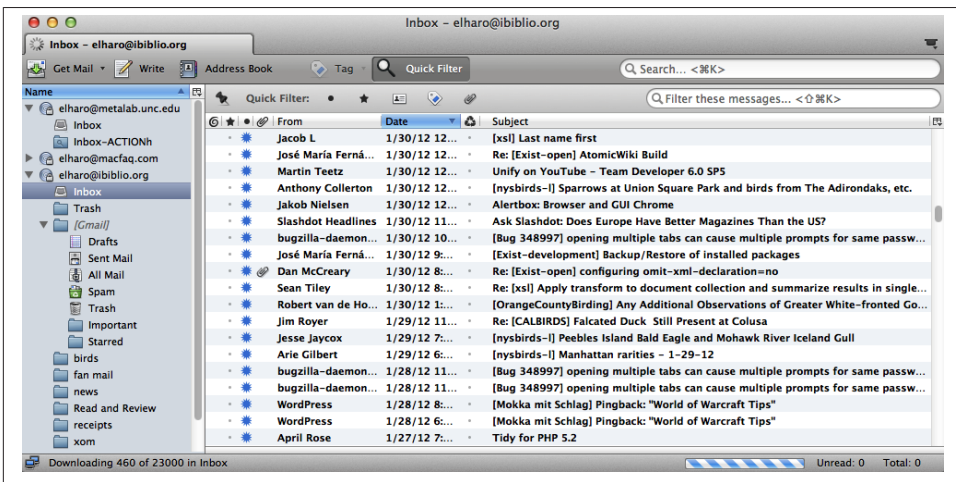 Inbox – elharo@ibiblio.org
Inbox – elharo@ibiblio.org
Get Mail Write Address Book Tag Quick Filter Search... <⌘K>
Name
Quick Filter: Filter these messages... <⇧⌘K>
elharo@metalab.unc.edu
Inbox
Inbox-ACTIONh
elharo@macfaq.com
elharo@ibiblio.org
Inbox
Trash
[Gmail]
Drafts
Sent Mail
All Mail
Spam
Trash
Important
Starred
birds
fan mail
news
Read and Review
receipts
xom
From Date Subject
Jacob L 1/30/12 12... [xsl] Last name first
José María Ferná... 1/30/12 12... Re: [Exist-open] AtomicWiki Build
Martin Teetz 1/30/12 12... Unify on YouTube – Team Developer 6.0 SP5
Anthony Collerton 1/30/12 12... [nysbirds-l] Sparrows at Union Square Park and birds from The Adirondaks, etc.
Jakob Nielsen 1/30/12 12... Alertbox: Browser and GUI Chrome
Slashdot Headlines 1/30/12 11... Ask Slashdot: Does Europe Have Better Magazines Than the US?
bugzilla-daemon... 1/30/12 10... [Bug 348997] opening multiple tabs can cause multiple prompts for same passw...
José María Ferná... 1/30/12 9:... [Exist-development] Backup/Restore of installed packages
Dan McCreary 1/30/12 8:... Re: [Exist-open] configuring omit-xml-declaration=no
Sean Tiley 1/30/12 8:... Re: [xsl] Apply transform to document collection and summarize results in single...
Robert van de Ho... 1/30/12 1:... [OrangeCountyBirding] Any Additional Observations of Greater White-fronted Go...
Jim Royer 1/29/12 11... Re: [CALBIRDS] Falcated Duck Still Present at Colusa
Jesse Jaycox 1/29/12 7:... [nysbirds-l] Peebles Island Bald Eagle and Mohawk River Iceland Gull
Arie Gilbert 1/29/12 6:... [nysbirds-l] Manhattan rarities – 1-29-12
bugzilla-daemon... 1/28/12 11... [Bug 348997] opening multiple tabs can cause multiple prompts for same passw...
bugzilla-daemon... 1/28/12 11... [Bug 348997] opening multiple tabs can cause multiple prompts for same passw...
WordPress 1/28/12 8:... [Mokka mit Schlag] Pingback: "World of Warcraft Tips"
WordPress 1/28/12 6:... [Mokka mit Schlag] Pingback: "World of Warcraft Tips"
April Rose 1/27/12 7:... Tidy for PHP 5.2
Downloading 460 of 23000 in Inbox Unread: 0 Total: 0